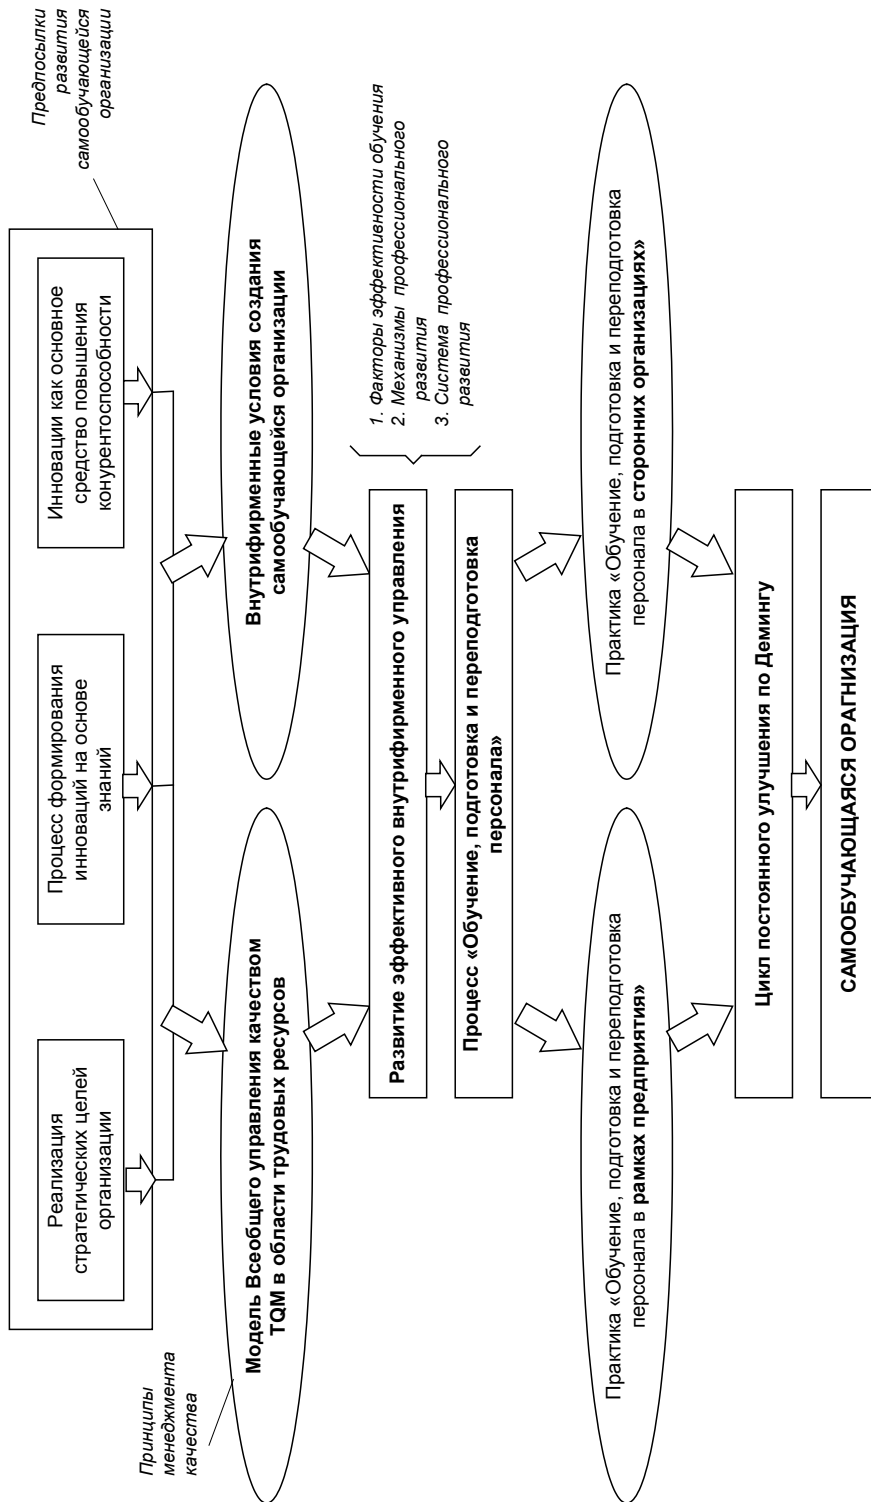 Предпосылки
развития
самообучающейся
организации
Реализация
стратегических целей
организации
Процесс формирования
инноваций на основе
знаний
Инновации как основное
средство повышения
конурентоспособности
Принципы
менеджмента
качества
Модель Всеобщего управления качеством
TQM в области трудовых ресурсов
Внутрифирменные условия создания
самообучающейся организации
Развитие эффективного внутрифирменного управления
1. Факторы эффективности обучения
2. Механизмы профессионального
развития
3. Система профессионального
развития
Процесс «Обучение, подготовка и переподготовка
персонала»
Практика «Обучение, подготовки и переподготовка
персонала в рамках предприятия»
Практика «Обучение, подготовки и переподготовка
персонала в сторонних организациях»
Цикл постоянного улучшения по Демингу
САМООБУЧАЮЩАЯСЯ ОРАГНИЗАЦИЯ